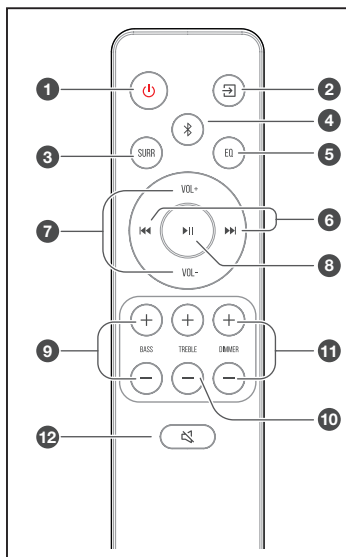 1 2
4
3 SURR EQ 5
VOL+
6
7
8
VOL-
9 BASS TREBLE DIMMER 11
10
12